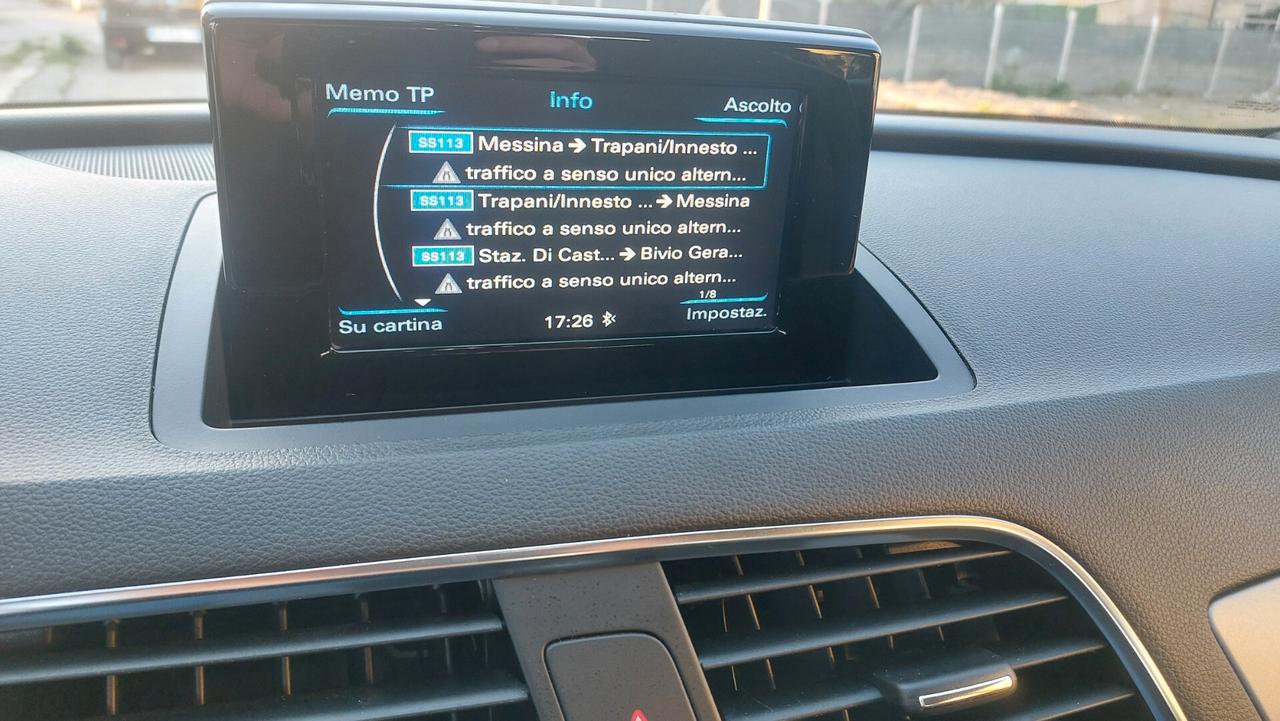 Memo TP
Info
Ascolto
SS113 Messina → Trapani/Innesto ...
traffico a senso unico altern...
SS113 Trapani/Innesto ... → Messina
traffico a senso unico altern...
SS113 Staz. Di Cast... → Bivio Gera...
traffico a senso unico altern...
1/8
Su cartina
17:26
Impostaz.